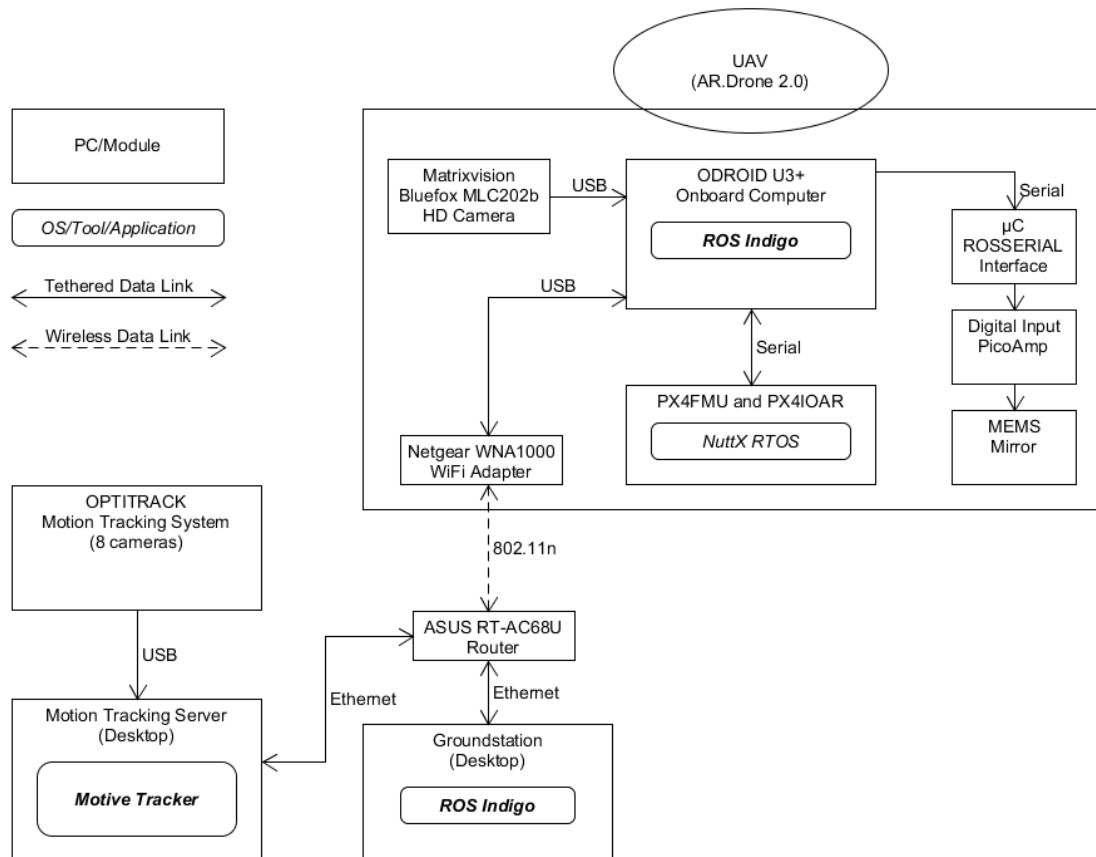 UAV
(AR.Drone 2.0)
PC/Module
OS/Tool/Application
Tethered Data Link
Wireless Data Link
Matrixvision
Bluefox MLC202b
HD Camera
USB
ODROID U3+
Onboard Computer
ROS Indigo
Serial
µC
ROSSERIAL
Interface
USB
Serial
Digital Input
PicoAmp
PX4FMU and PX4IOAR
NuttX RTOS
MEMS
Mirror
Netgear WNA1000
WiFi Adapter
OPTITRACK
Motion Tracking System
(8 cameras)
802.11n
ASUS RT-AC68U
Router
USB
Ethernet
Ethernet
Motion Tracking Server
(Desktop)
Motive Tracker
Groundstation
(Desktop)
ROS Indigo